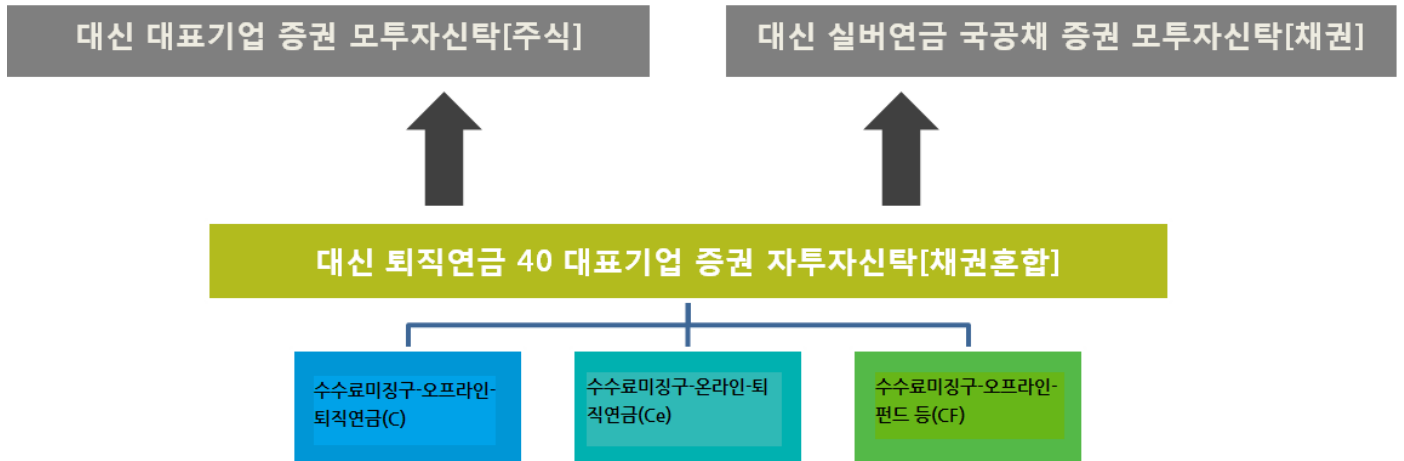 대신 대표기업 증권 모투자신탁[주식]
대신 실버연금 국공채 증권 모투자신탁[채권]
대신 퇴직연금 40 대표기업 증권 자투자신탁[채권혼합]
수수료미징구-오프라인-
퇴직연금(C)
수수료미징구-온라인-퇴
직연금(Ce)
수수료미징구-오프라인-
펀드 등(CF)